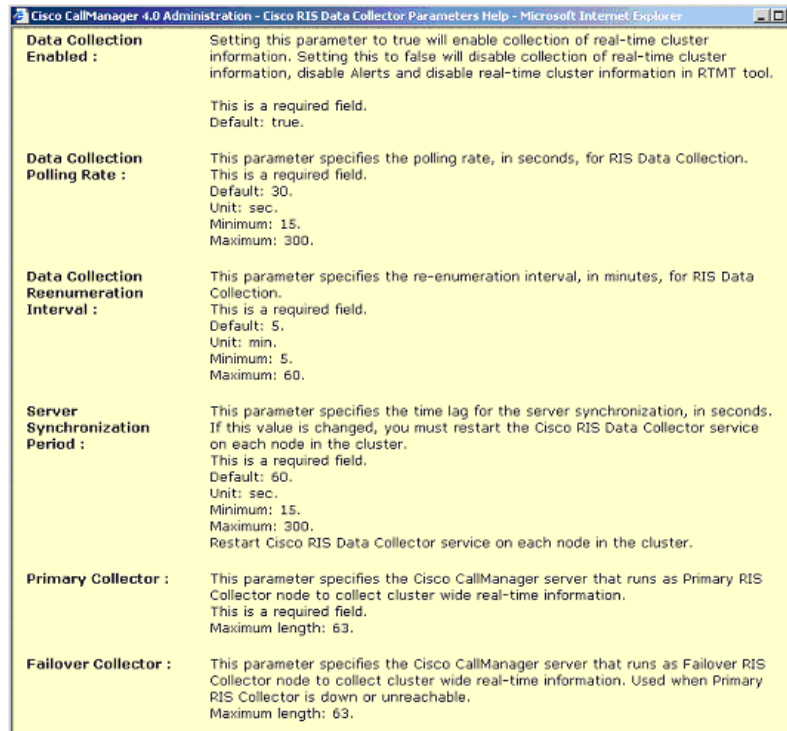 Cisco CallManager 4.0 Administration - Cisco RIS Data Collector Parameters Help - Microsoft Internet Explorer
Data Collection Enabled :
Setting this parameter to true will enable collection of real-time cluster
information. Setting this to false will disable collection of real-time cluster
information, disable Alerts and disable real-time cluster information in RTMT tool.
This is a required field.
Default: true.
Data Collection Polling Rate :
This parameter specifies the polling rate, in seconds, for RIS Data Collection.
This is a required field.
Default: 30.
Unit: sec.
Minimum: 15.
Maximum: 300.
Data Collection Reenumeration Interval :
This parameter specifies the re-enumeration interval, in minutes, for RIS Data
Collection.
This is a required field.
Default: 5.
Unit: min.
Minimum: 5.
Maximum: 60.
Server Synchronization Period :
This parameter specifies the time lag for the server synchronization, in seconds.
If this value is changed, you must restart the Cisco RIS Data Collector service
on each node in the cluster.
This is a required field.
Default: 60.
Unit: sec.
Minimum: 15.
Maximum: 300.
Restart Cisco RIS Data Collector service on each node in the cluster.
Primary Collector :
This parameter specifies the Cisco CallManager server that runs as Primary RIS
Collector node to collect cluster wide real-time information.
This is a required field.
Maximum length: 63.
Failover Collector :
This parameter specifies the Cisco CallManager server that runs as Failover RIS
Collector node to collect cluster wide real-time information. Used when Primary
RIS Collector is down or unreachable.
Maximum length: 63.